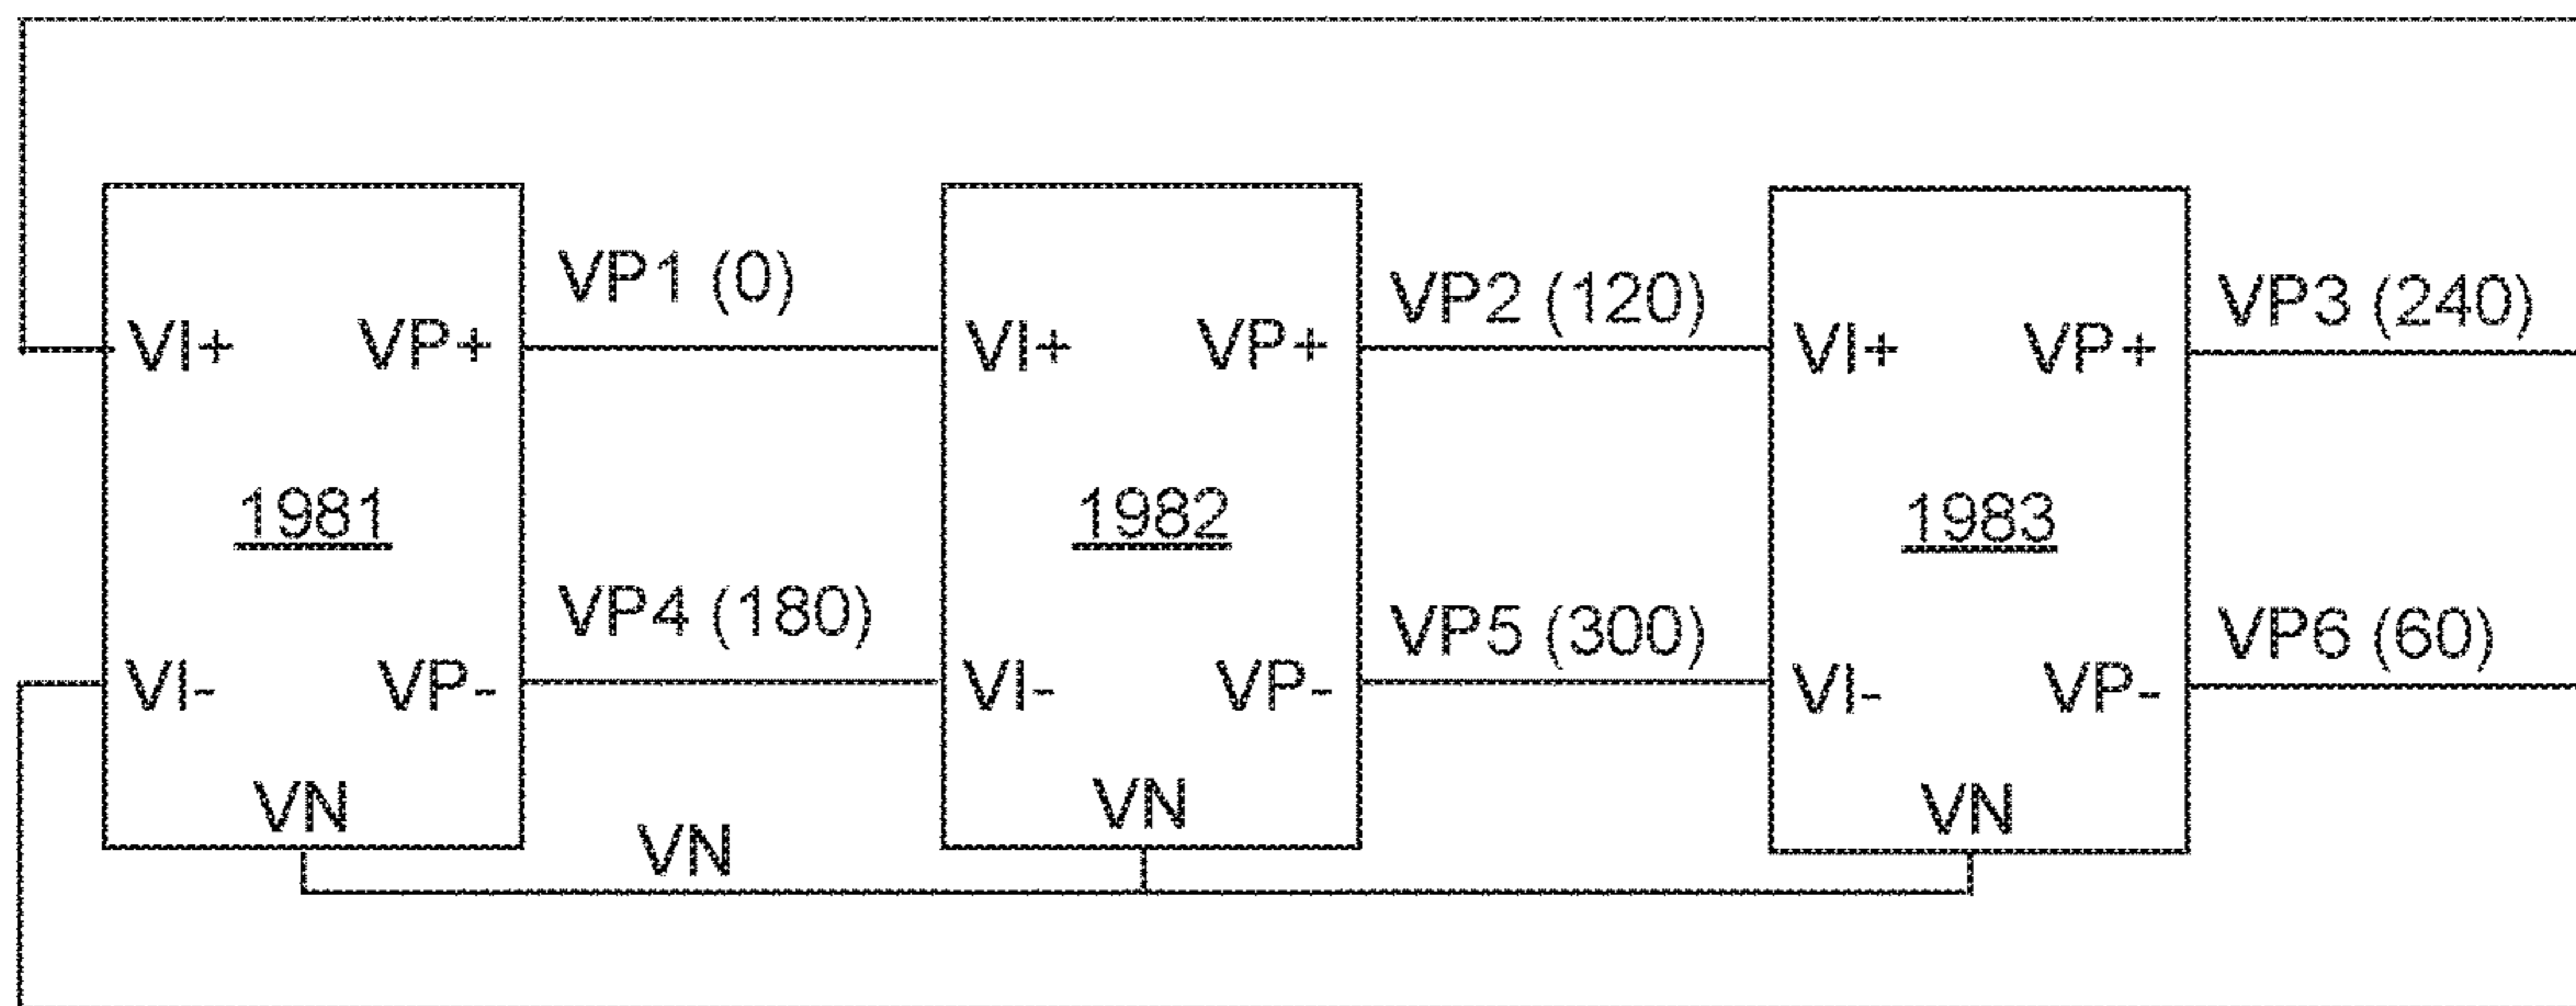 VP1 (0)
VP2 (120)
VP3 (240)
VI+ VP+
VI+ VP+
VI+ VP+
1981
1982
1983
VP4 (180)
VP5 (300)
VP6 (60)
VI- VP-
VI- VP-
VI- VP-
VN
VN
VN
VN